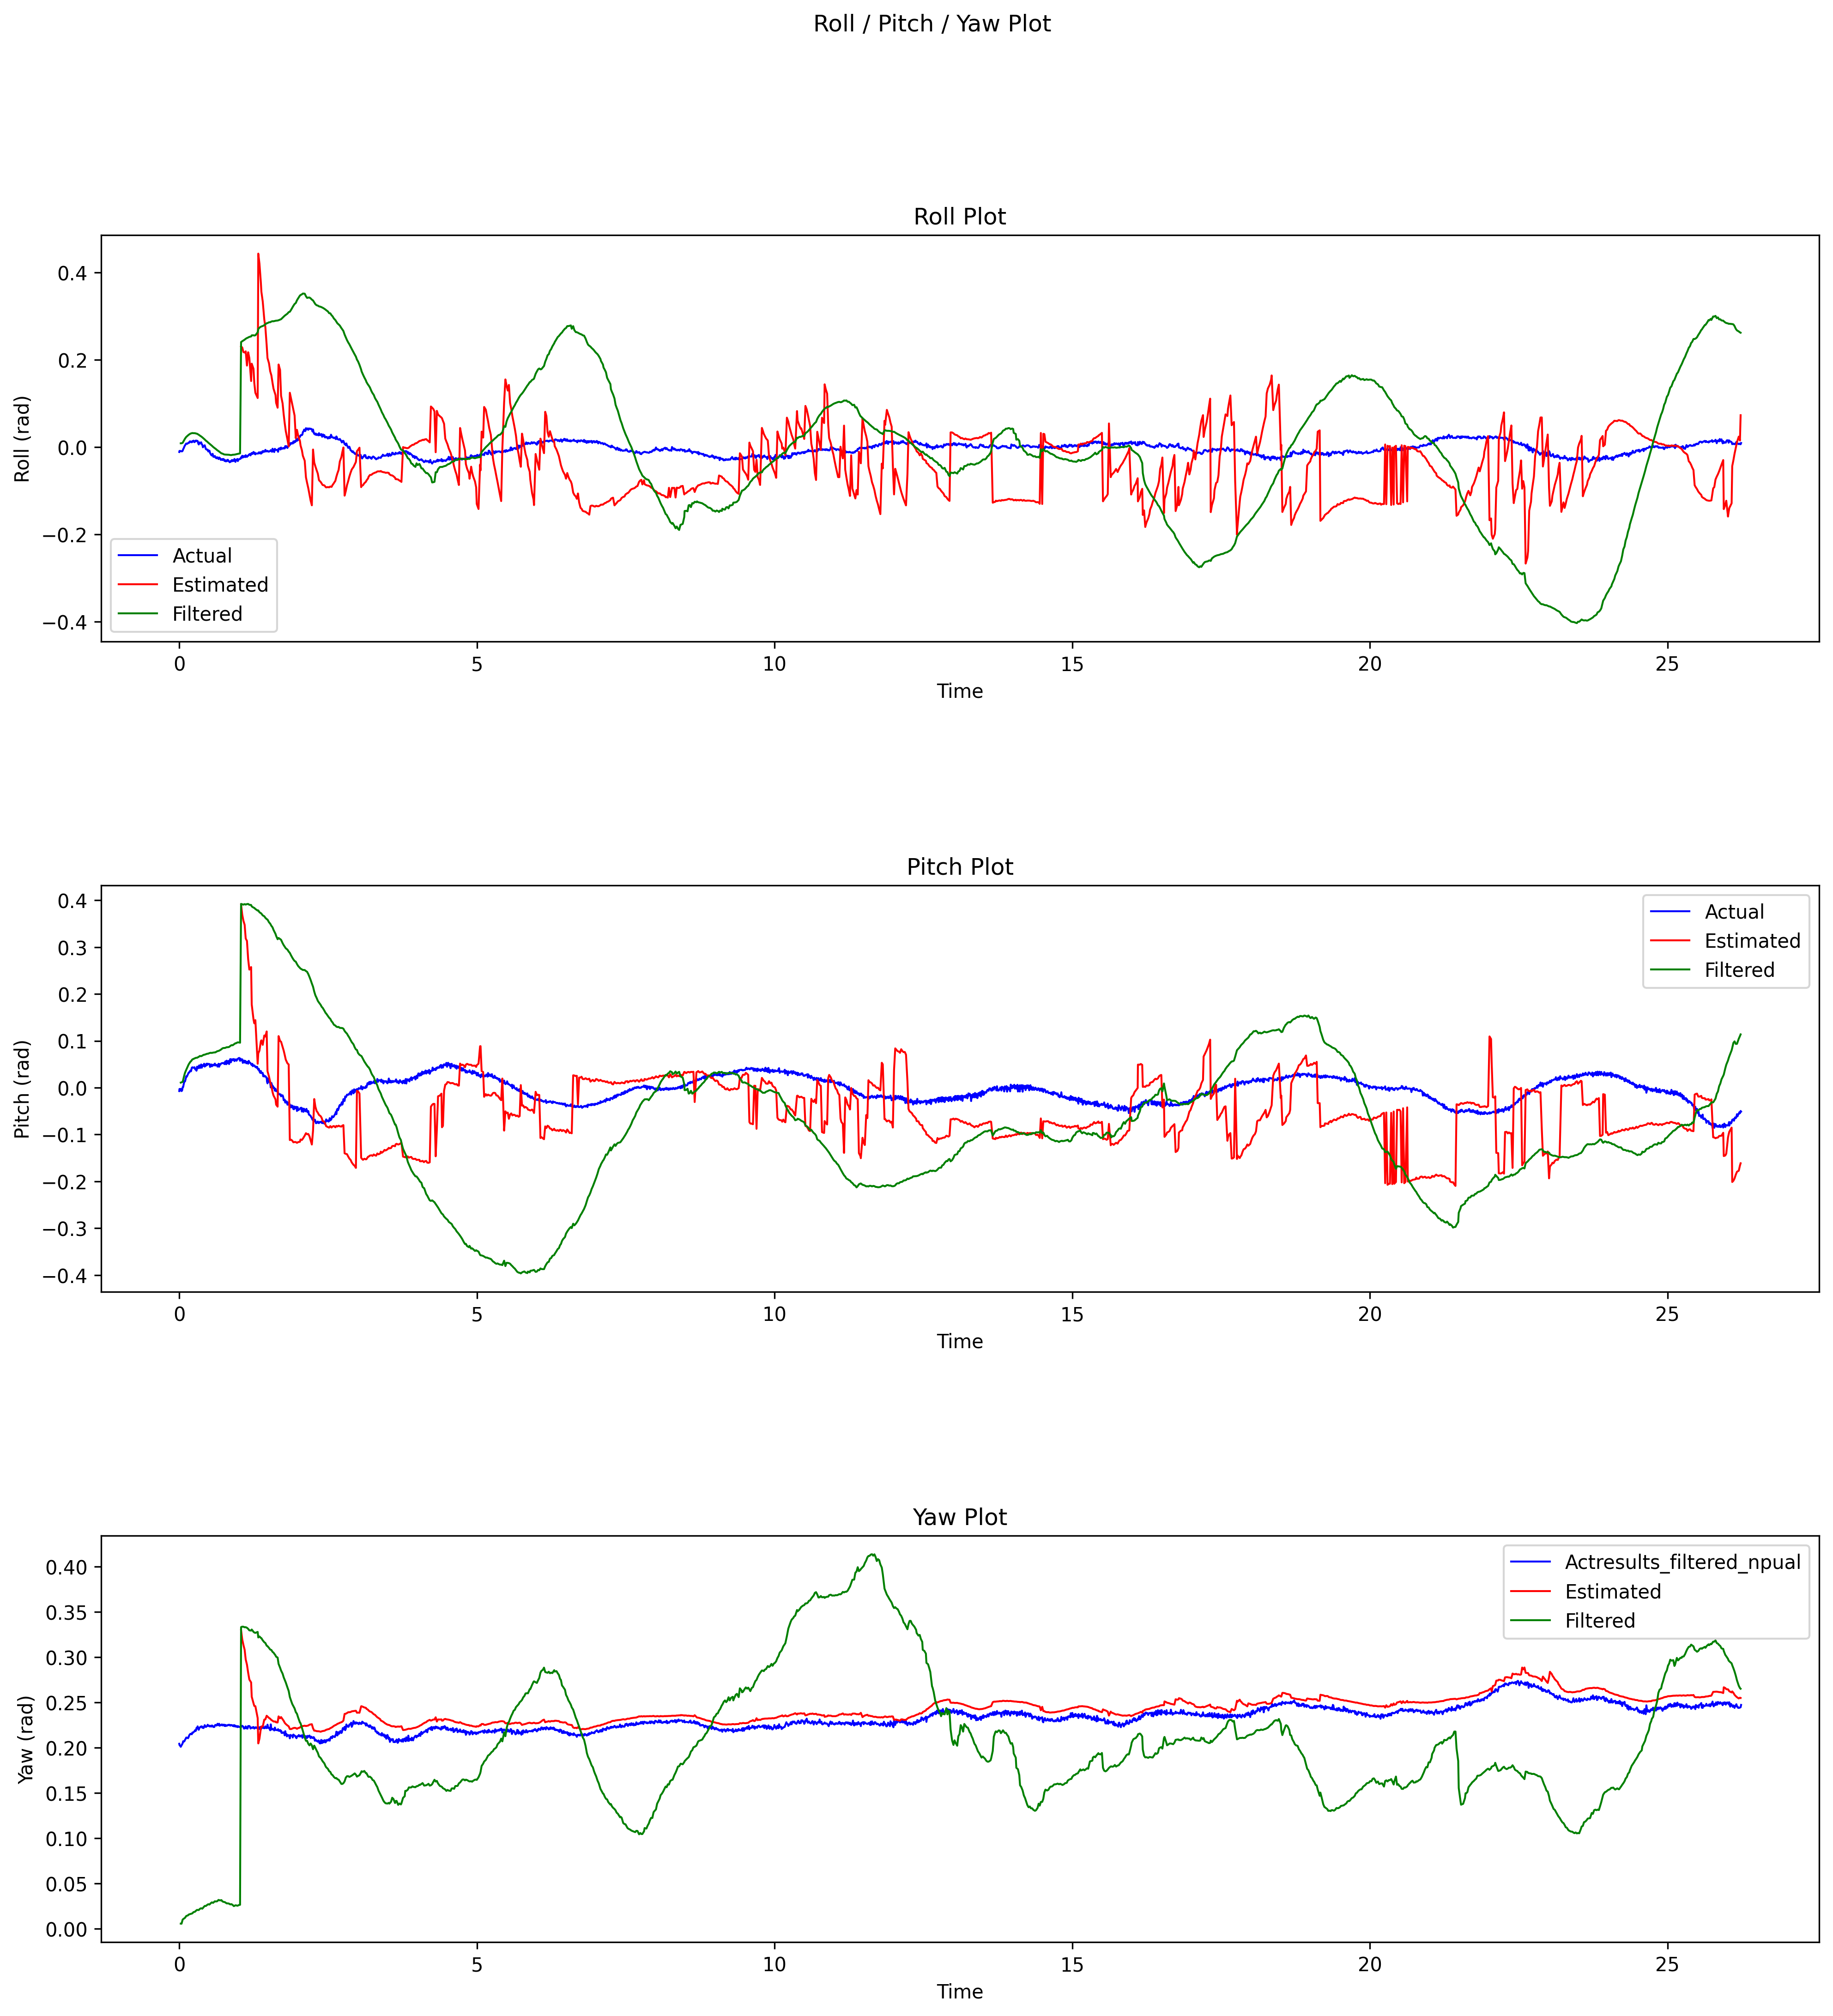 Roll / Pitch / Yaw Plot
Roll Plot
Roll (rad)
0.4
0.2
0.0
−0.2
−0.4
Actual
Estimated
Filtered
0 5 10 15 20 25
Time
Pitch Plot
Pitch (rad)
0.4
0.3
0.2
0.1
0.0
−0.1
−0.2
−0.3
−0.4
Actual
Estimated
Filtered
0 5 10 15 20 25
Time
Yaw Plot
Yaw (rad)
0.40
0.35
0.30
0.25
0.20
0.15
0.10
0.05
0.00
Actresults_filtered_npual
Estimated
Filtered
0 5 10 15 20 25
Time